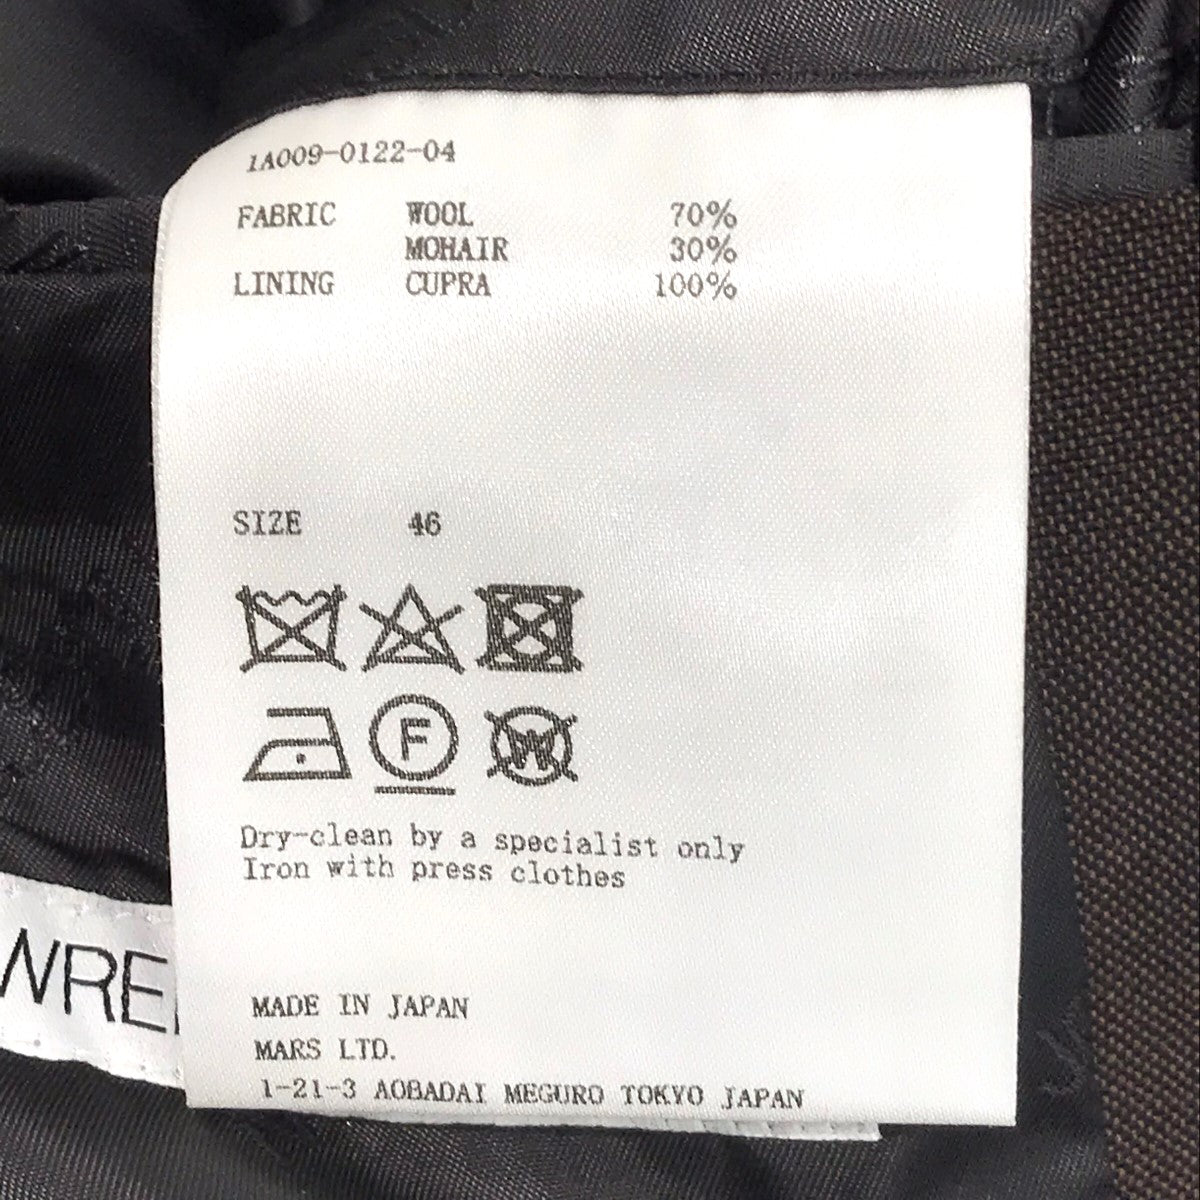 1A009-0122-04
FABRIC WOOL 70%
MOHAIR 30%
LINING CUPRA 100%
SIZE 46
F
W
Dry-clean by a specialist only
Iron with press clothes
MADE IN JAPAN
MARS LTD.
1-21-3 AOBADAI MEGURO TOKYO JAPAN